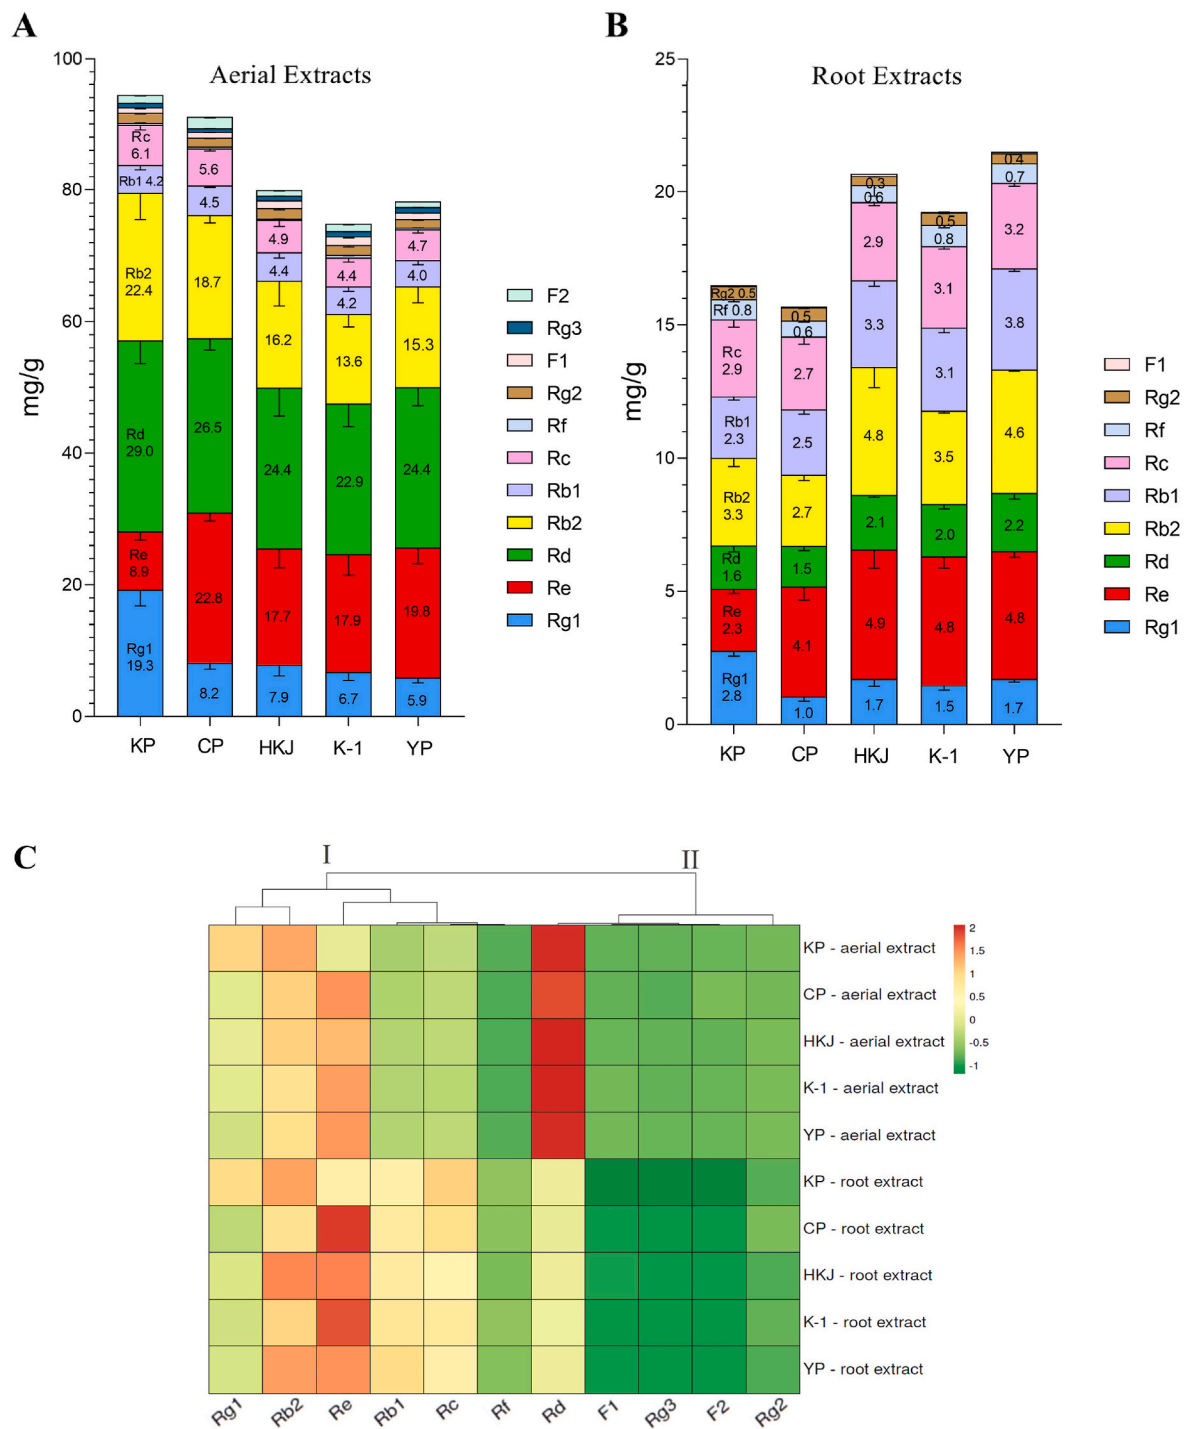 A
B
Aerial Extracts
Root Extracts
100
80
60
40
20
0
mg/g
Rc
6.1
Rb1 4.2
Rb2
22.4
Rd
29.0
Re
8.9
Rg1
19.3
5.6
4.5
18.7
26.5
22.8
8.2
4.9
4.4
16.2
24.4
17.7
7.9
4.4
4.2
13.6
22.9
17.9
6.7
4.7
4.0
15.3
24.4
19.8
5.9
KP CP HKJ K-1 YP
F2
Rg3
F1
Rg2
Rf
Rc
Rb1
Rb2
Rd
Re
Rg1
25
20
15
10
5
0
mg/g
Rg2 0.5
Rf 0.8
Rc
2.9
Rb1
2.3
Rb2
3.3
Rd
1.6
Re
2.3
Rg1
2.8
0.5
0.6
2.7
2.5
2.7
1.5
4.1
1.0
0.3
0.6
2.9
3.3
4.8
2.1
4.9
1.7
0.5
0.8
3.1
3.1
3.5
2.0
4.8
1.5
0.4
0.7
3.2
3.8
4.6
2.2
4.8
1.7
KP CP HKJ K-1 YP
F1
Rg2
Rf
Rc
Rb1
Rb2
Rd
Re
Rg1
C
I
II
KP - aerial extract
CP - aerial extract
HKJ - aerial extract
K-1 - aerial extract
YP - aerial extract
KP - root extract
CP - root extract
HKJ - root extract
K-1 - root extract
YP - root extract
2
1.5
1
0.5
0
-0.5
-1
Rg1 Rb2 Re Rb1 Rc Rf Rd F1 Rg3 F2 Rg2